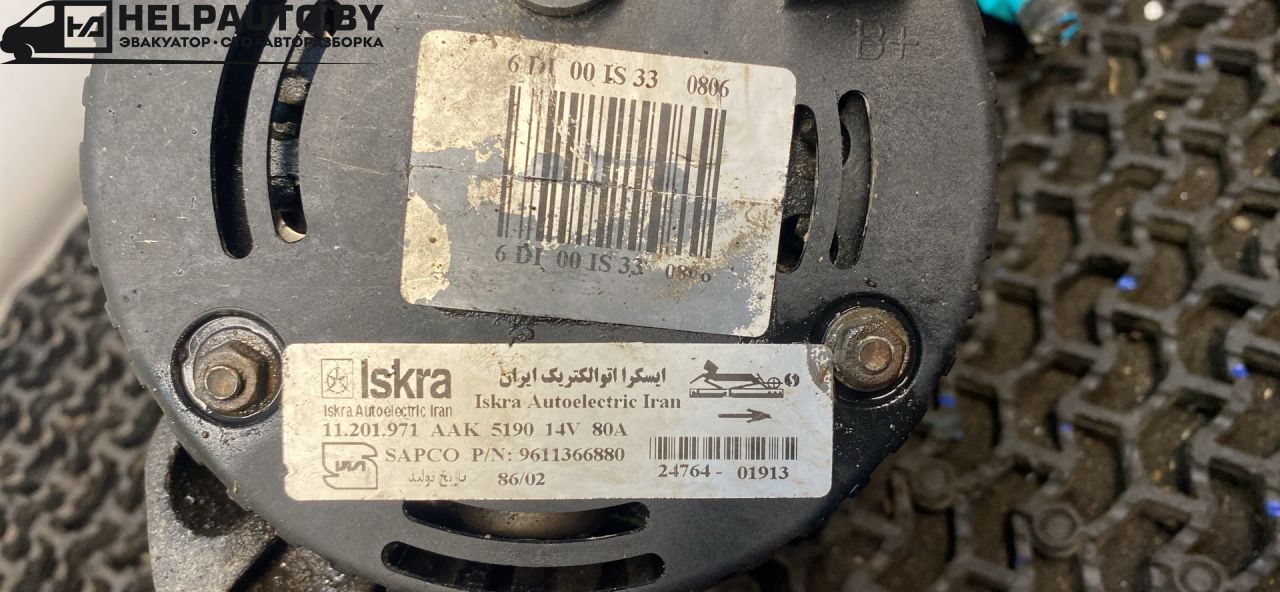 HELPAUTO.BY
ЭВАКУАТОР • СТО • АВТОРАЗБОРКА
B+
6 DI 00 IS 33 0806
6 DI 00 IS 33 0806
Iskra
ایسکرا اتوالکتریک ایران
Iskra Autoelectric Iran
Iskra Autoelectric Iran
11.201.971 AAK 5190 14V 80A
SAPCO P/N: 9611366880
تاریخ تولید 86/02
24764 - 01913